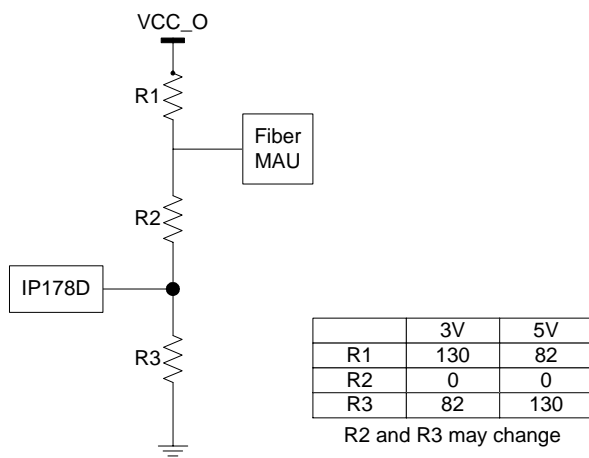 VCC_O
R1
Fiber
MAU
R2
IP178D
R3
3V 5V
R1 130 82
R2 0 0
R3 82 130
R2 and R3 may change